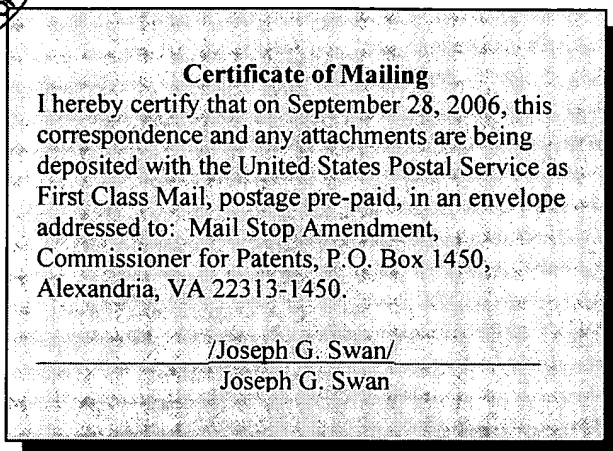 Certificate of Mailing
I hereby certify that on September 28, 2006, this
correspondence and any attachments are being
deposited with the United States Postal Service as
First Class Mail, postage pre-paid, in an envelope
addressed to: Mail Stop Amendment,
Commissioner for Patents, P.O. Box 1450,
Alexandria, VA 22313-1450.
/Joseph G. Swan/
Joseph G. Swan